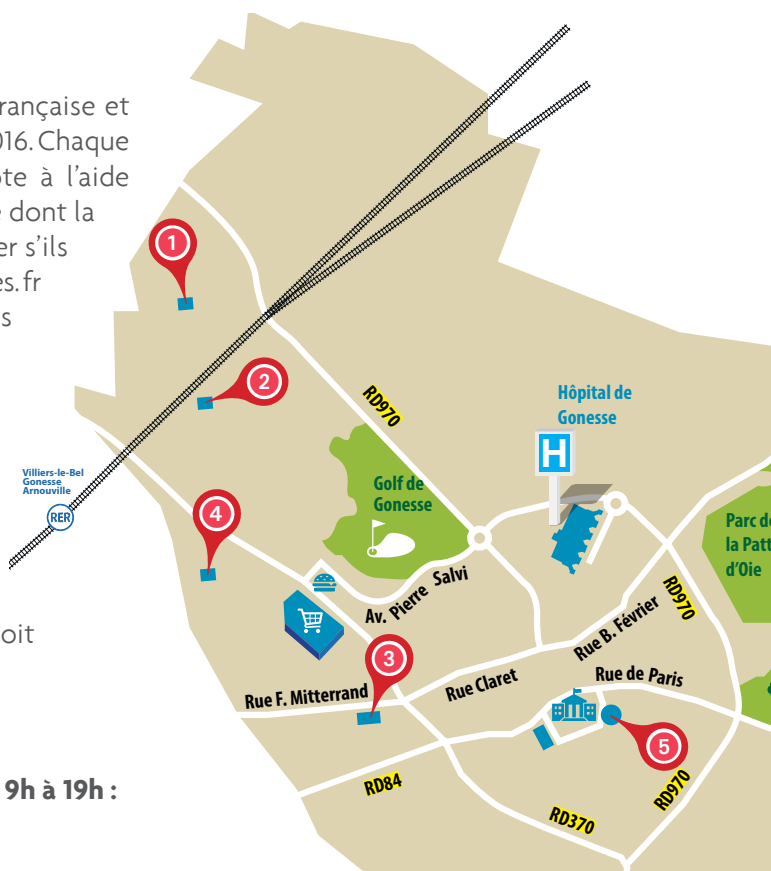 rançaise et
016. Chaque
te à l’aide
dont la
er s’ils
es.fr
s
1
2
RD970
Hôpital de
Gonesse
H
Villiers-le-Bel
Gonesse
Arnouville
RER
4
Golf de
Gonesse
Parc de
la Patt
d’Oie
Av. Pierre Salvi
RD970
Rue B. Février
oit
3
Rue F. Mitterrand
Rue Claret
Rue de Paris
5
9h à 19h :
RD84
RD970
RD370